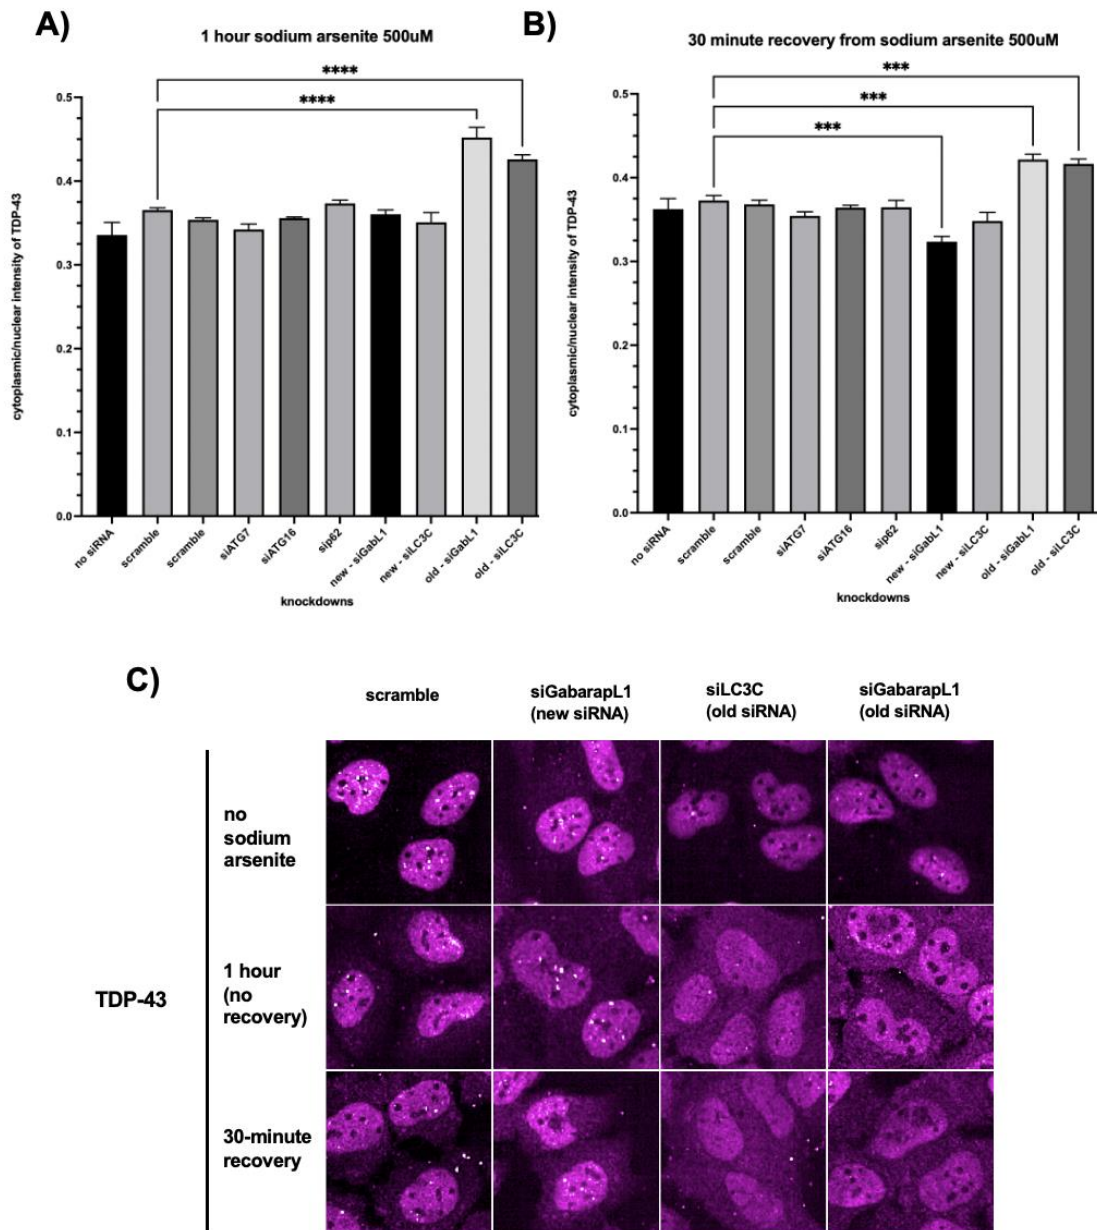 A)
1 hour sodium arsenite 500uM
****
****
cytoplasmic/nuclear intensity of TDP-43
0.5
0.4
0.3
0.2
0.1
0.0
no siRNA
scramble
scramble
siATG7
siATG16
sip62
new - siGabL1
new - siLC3C
old - siGabL1
old - siLC3C
knockdowns
B)
30 minute recovery from sodium arsenite 500uM
***
***
***
cytoplasmic/nuclear intensity of TDP-43
0.5
0.4
0.3
0.2
0.1
0.0
no siRNA
scramble
scramble
siATG7
siATG16
sip62
new - siGabL1
new - siLC3C
old - siGabL1
old - siLC3C
knockdowns
C)
scramble
siGabarapL1
(new siRNA)
siLC3C
(old siRNA)
siGabarapL1
(old siRNA)
TDP-43
no
sodium
arsenite
1 hour
(no
recovery)
30-minute
recovery